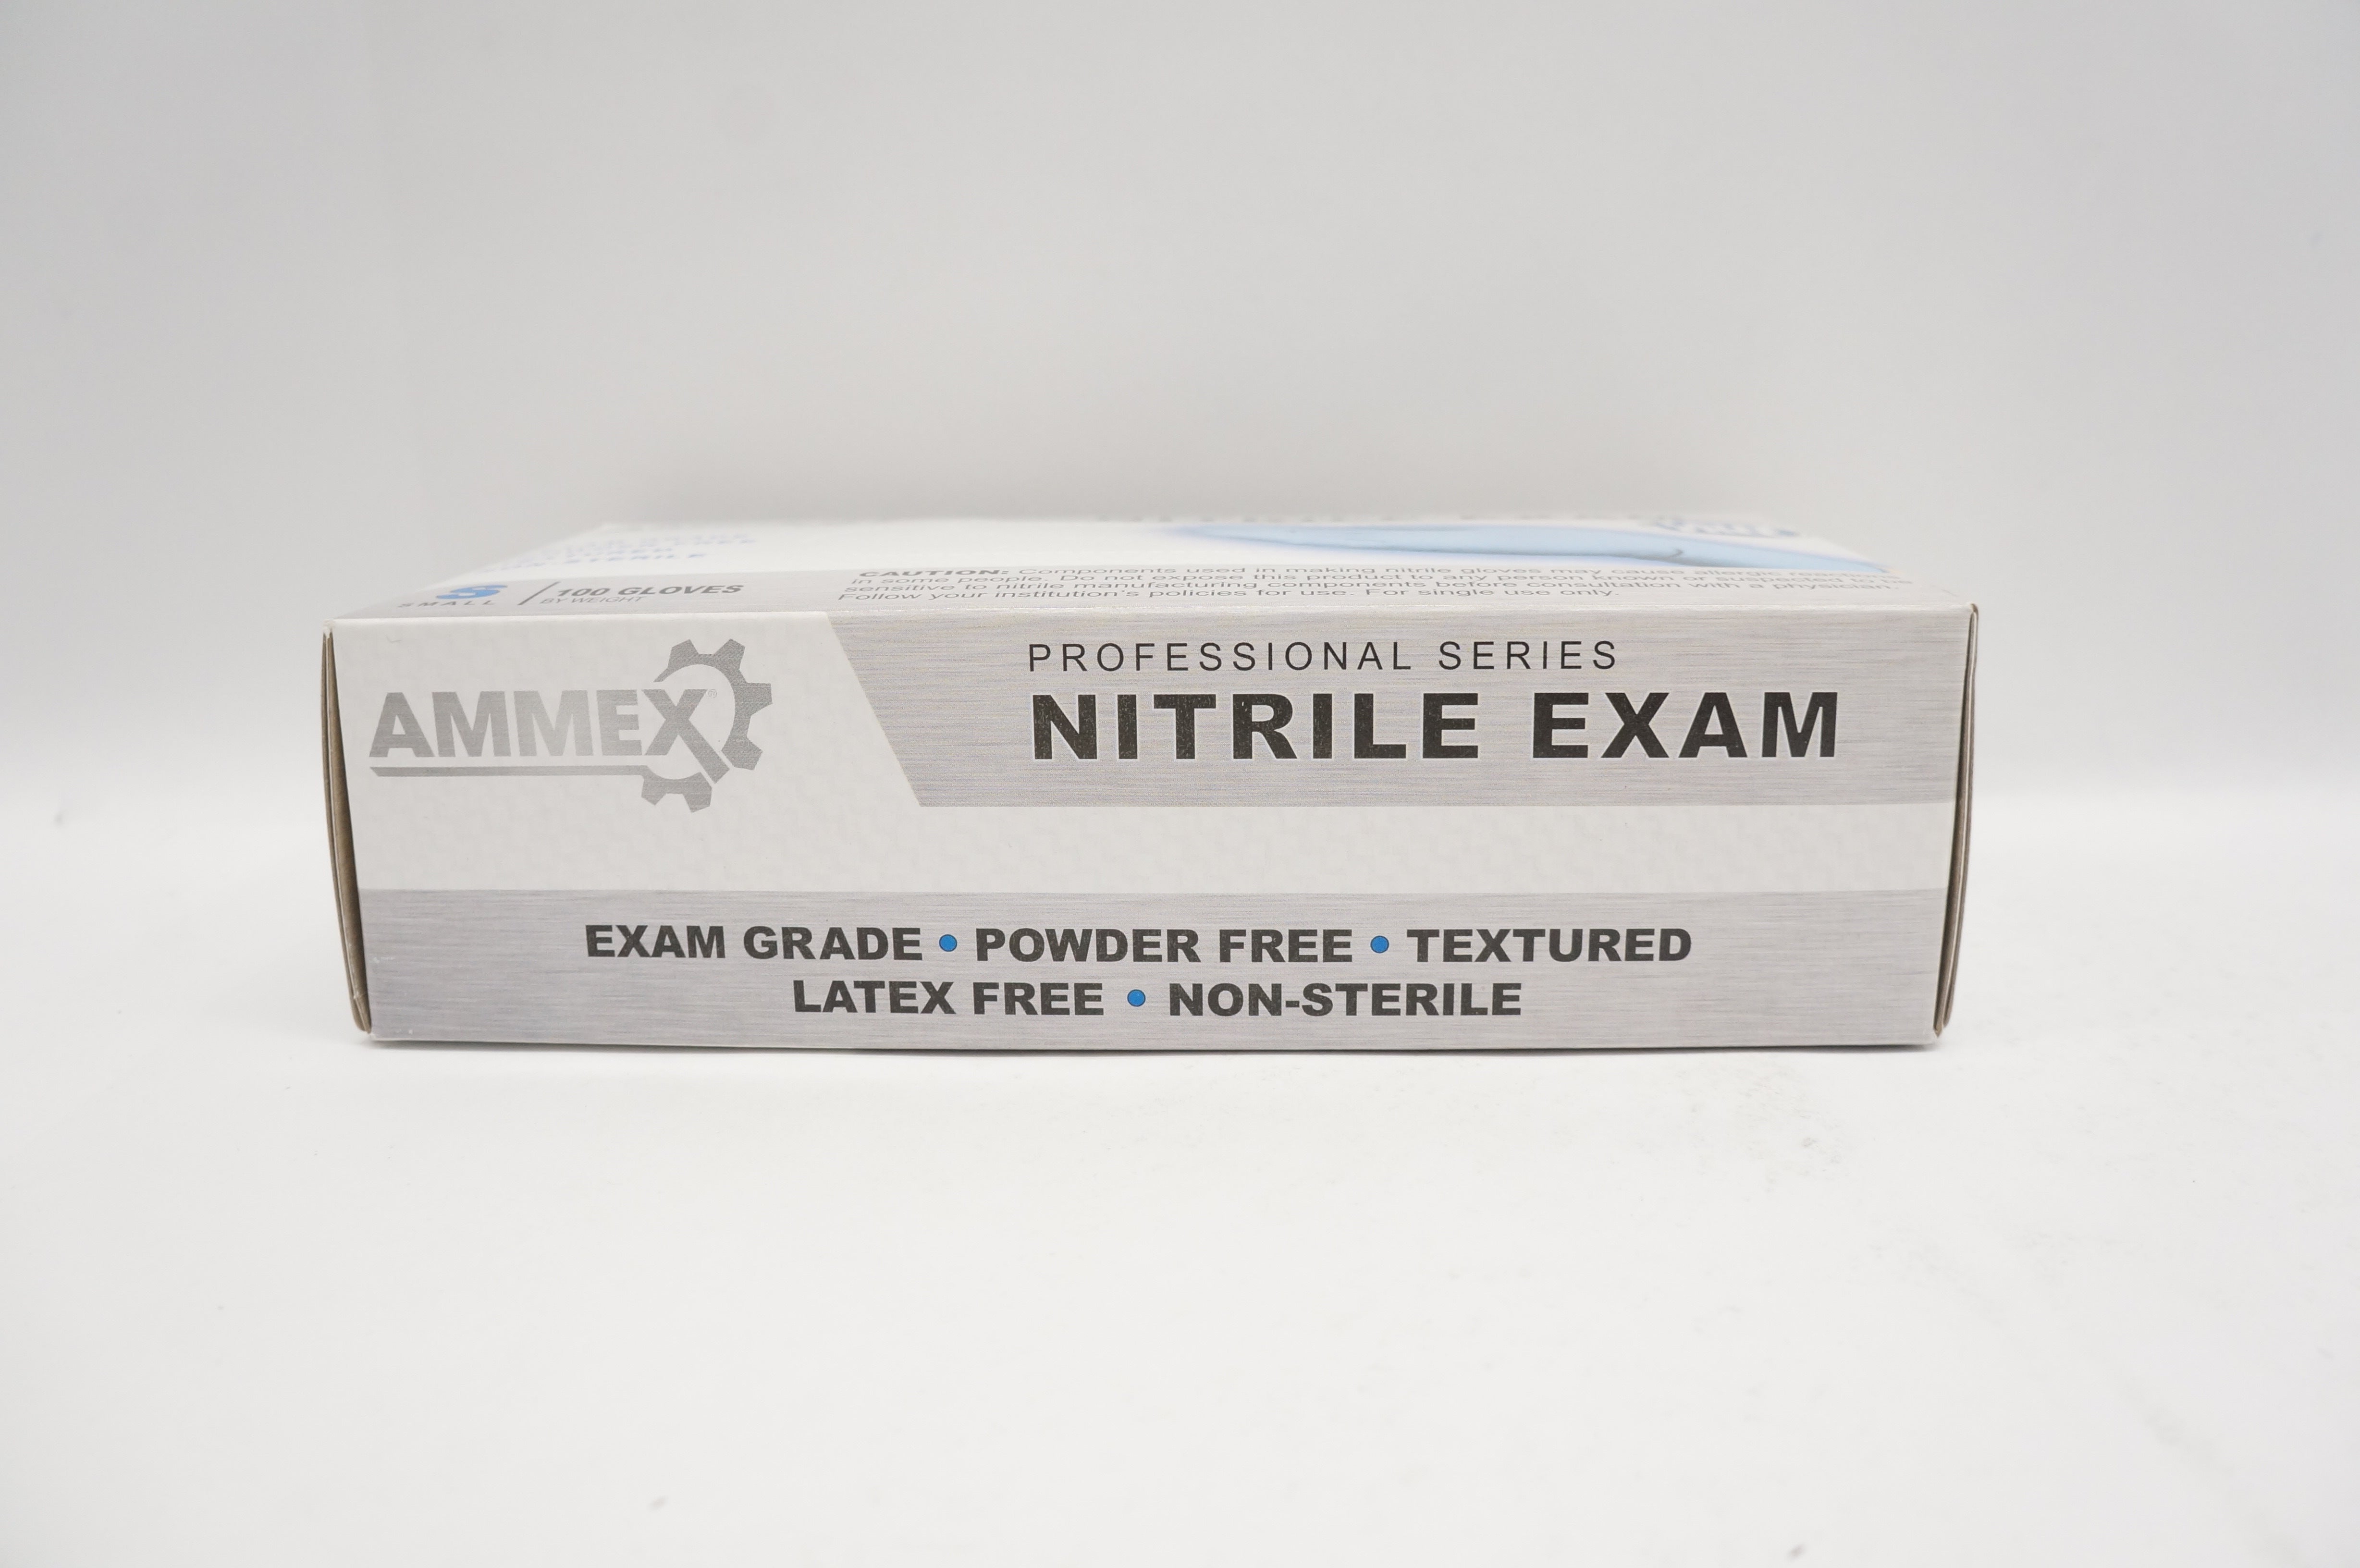 NON-STERILE
S
SMALL
100 GLOVES
BY WEIGHT
CAUTION: Components used in making nitrile gloves may cause allergic reactions
in some people. Do not expose this product to any person known or suspected to be
sensitive to nitrile manufacturing components before consultation with a physician.
Follow your institution's policies for use. For single use only.
AMMEX®
PROFESSIONAL SERIES
NITRILE EXAM
EXAM GRADE • POWDER FREE • TEXTURED
LATEX FREE • NON-STERILE